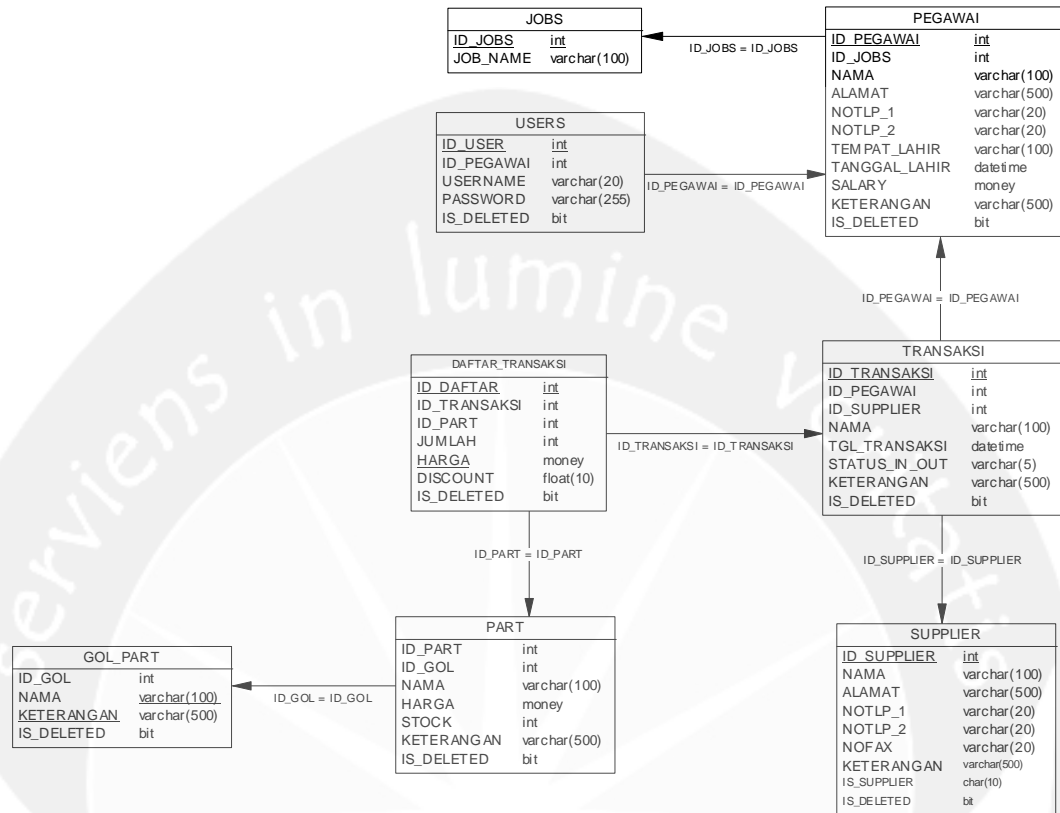 JOBS
ID_JOBS int
JOB_NAME varchar(100)
ID_JOBS = ID_JOBS
PEGAWAI
ID_PEGAWAI int
ID_JOBS int
NAMA varchar(100)
ALAMAT varchar(500)
NOTLP_1 varchar(20)
NOTLP_2 varchar(20)
TEMPAT_LAHIR varchar(100)
TANGGAL_LAHIR datetime
SALARY money
KETERANGAN varchar(500)
IS_DELETED bit
USERS
ID_USER int
ID_PEGAWAI int
USERNAME varchar(20)
PASSWORD varchar(255)
IS_DELETED bit
ID_PEGAWAI = ID_PEGAWAI
ID_PEGAWAI = ID_PEGAWAI
serviens in lumine veritatis
DAFTAR_TRANSAKSI
ID_DAFTAR int
ID_TRANSAKSI int
ID_PART int
JUMLAH int
HARGA money
DISCOUNT float(10)
IS_DELETED bit
ID_TRANSAKSI = ID_TRANSAKSI
TRANSAKSI
ID_TRANSAKSI int
ID_PEGAWAI int
ID_SUPPLIER int
NAMA varchar(100)
TGL_TRANSAKSI datetime
STATUS_IN_OUT varchar(5)
KETERANGAN varchar(500)
IS_DELETED bit
ID_PART = ID_PART
ID_SUPPLIER = ID_SUPPLIER
GOL_PART
ID_GOL int
NAMA varchar(100)
KETERANGAN varchar(500)
IS_DELETED bit
ID_GOL = ID_GOL
PART
ID_PART int
ID_GOL int
NAMA varchar(100)
HARGA money
STOCK int
KETERANGAN varchar(500)
IS_DELETED bit
SUPPLIER
ID_SUPPLIER int
NAMA varchar(100)
ALAMAT varchar(500)
NOTLP_1 varchar(20)
NOTLP_2 varchar(20)
NOFAX varchar(20)
KETERANGAN varchar(500)
IS_SUPPLIER char(10)
IS_DELETED bit